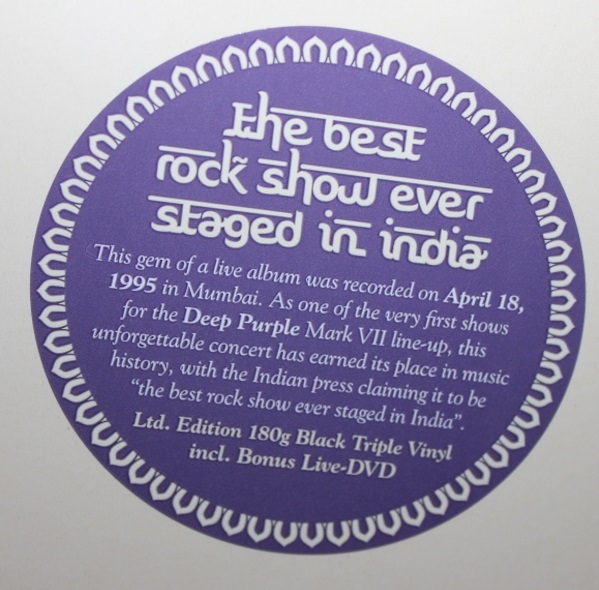 the best
rock show ever
staged in india
This gem of a live album was recorded on April 18,
1995 in Mumbai. As one of the very first shows
for the Deep Purple Mark VII line-up, this
unforgettable concert has earned its place in music
history, with the Indian press claiming it to be
“the best rock show ever staged in India”.
Ltd. Edition 180g Black Triple Vinyl
incl. Bonus Live-DVD